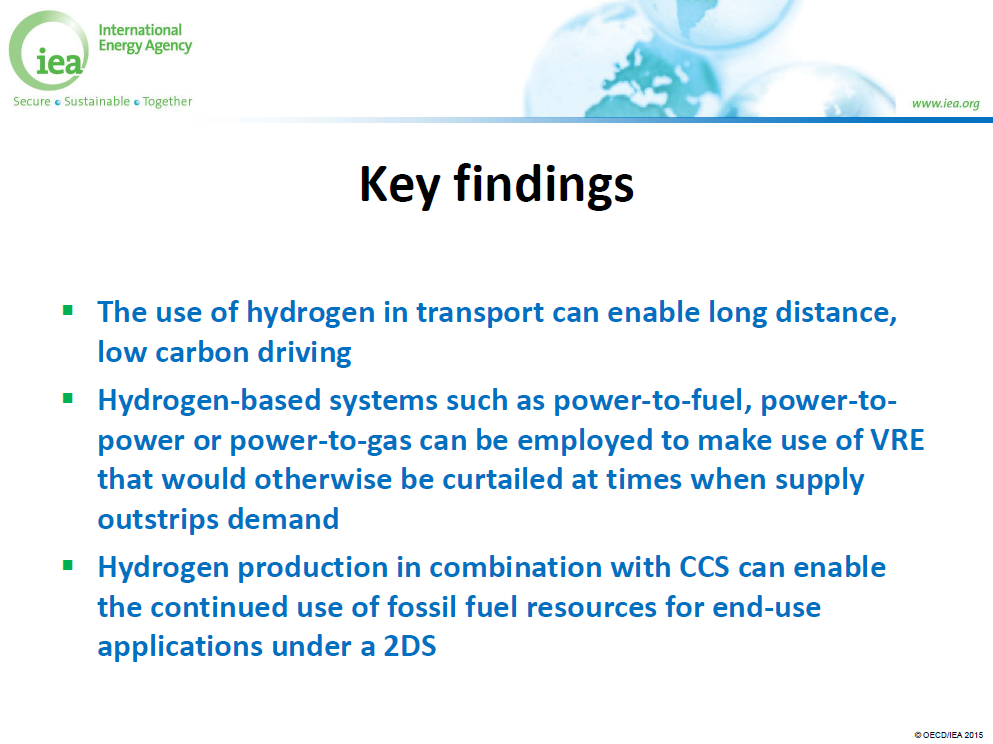 iea
International
Energy Agency
Secure • Sustainable • Together
www.iea.org
Key findings
▪ The use of hydrogen in transport can enable long distance,
low carbon driving
▪ Hydrogen-based systems such as power-to-fuel, power-to-
power or power-to-gas can be employed to make use of VRE
that would otherwise be curtailed at times when supply
outstrips demand
▪ Hydrogen production in combination with CCS can enable
the continued use of fossil fuel resources for end-use
applications under a 2DS
© OECD/IEA 2015